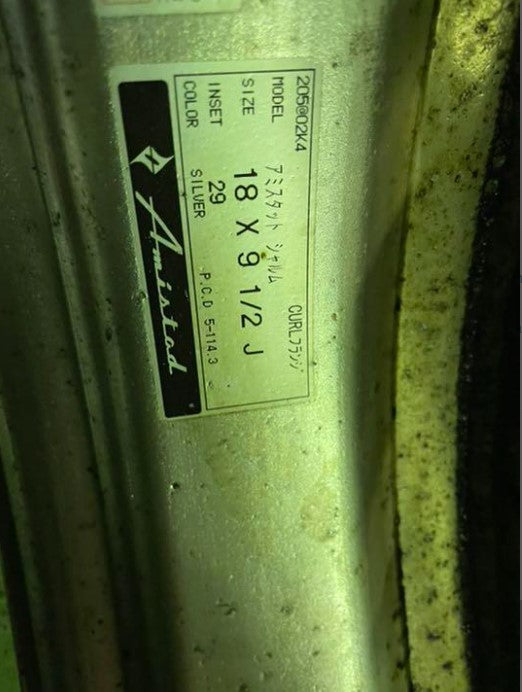 205@02K4
MODEL アミスタット シャルム CURLフランジ
SIZE 18 X 9 1/2 J
INSET 29 P.C.D 5-114.3
COLOR SILVER
Amistad